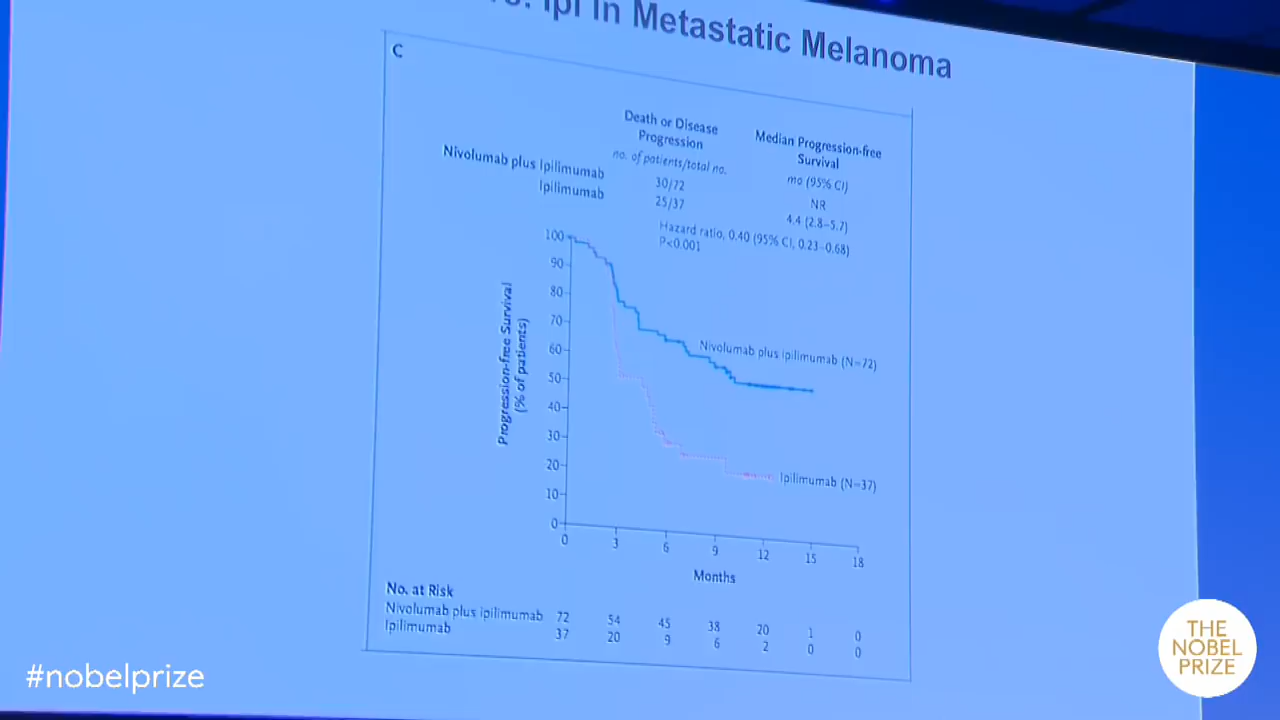 Ipi in Metastatic Melanoma
C
Death or Disease
Progression
Median Progression-free
Survival
no. of patients/total no.
mo (95% CI)
Nivolumab plus Ipilimumab
30/72
NR
Ipilimumab
25/37
4.4 (2.8–5.7)
Hazard ratio, 0.40 (95% CI, 0.23–0.68)
P<0.001
100
90
80
70
60
50
40
30
20
10
0
Progression-free Survival
(% of patients)
Nivolumab plus ipilimumab (N=72)
Ipilimumab (N=37)
0 3 6 9 12 15 18
Months
No. at Risk
Nivolumab plus ipilimumab 72 54 45 38 20 1 0
Ipilimumab 37 20 9 6 2 0 0
#nobelprize
THE
NOBEL
PRIZE